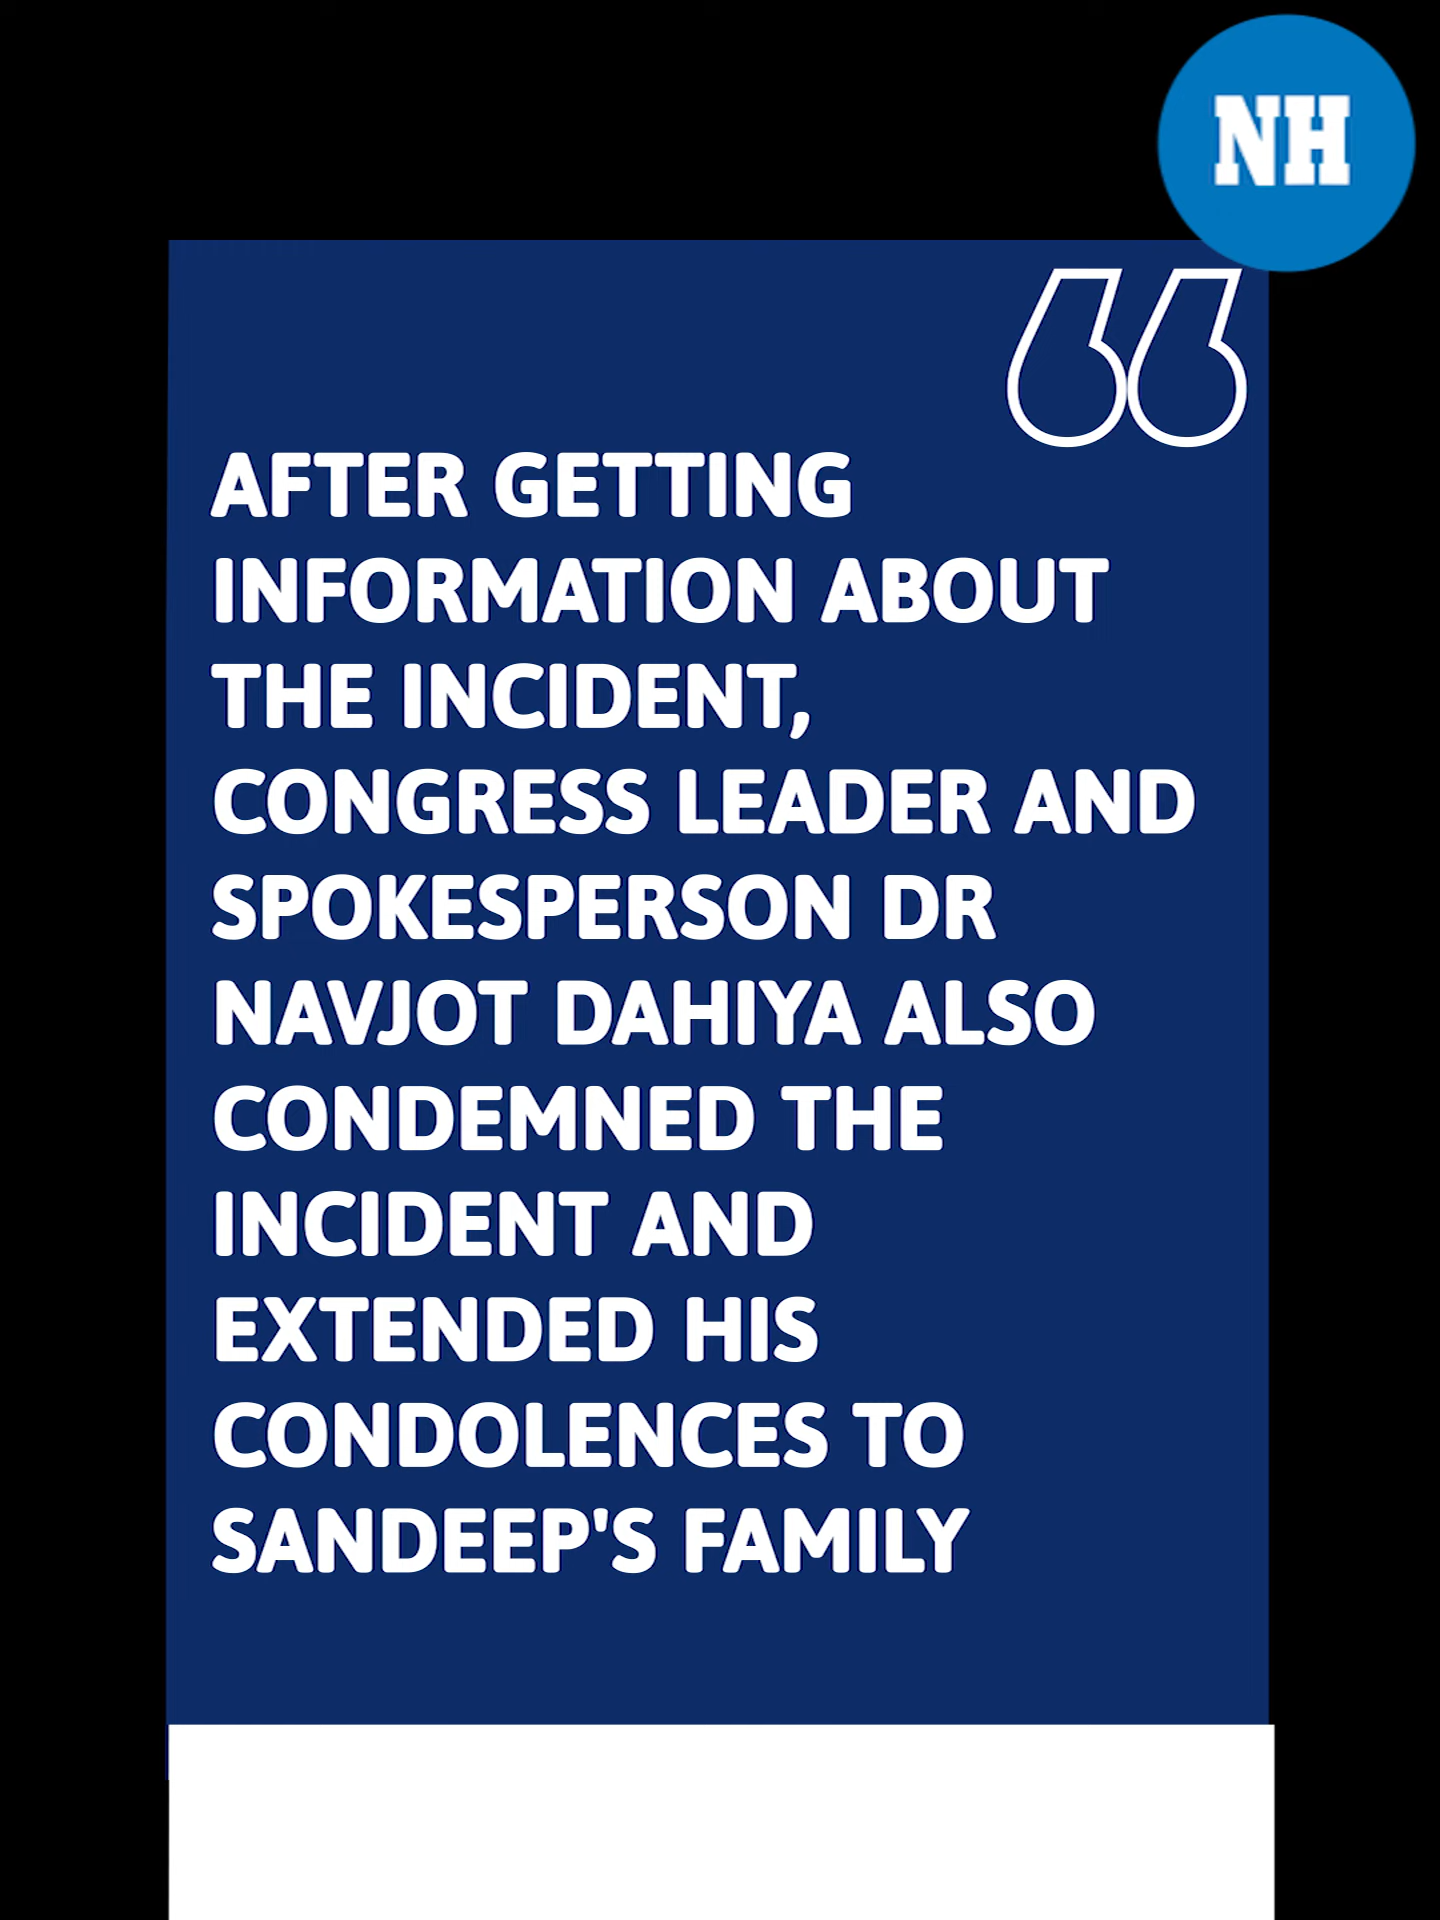 NH
AFTER GETTING
INFORMATION ABOUT
THE INCIDENT,
CONGRESS LEADER AND
SPOKESPERSON DR
NAVJOT DAHIYA ALSO
CONDEMNED THE
INCIDENT AND
EXTENDED HIS
CONDOLENCES TO
SANDEEP'S FAMILY